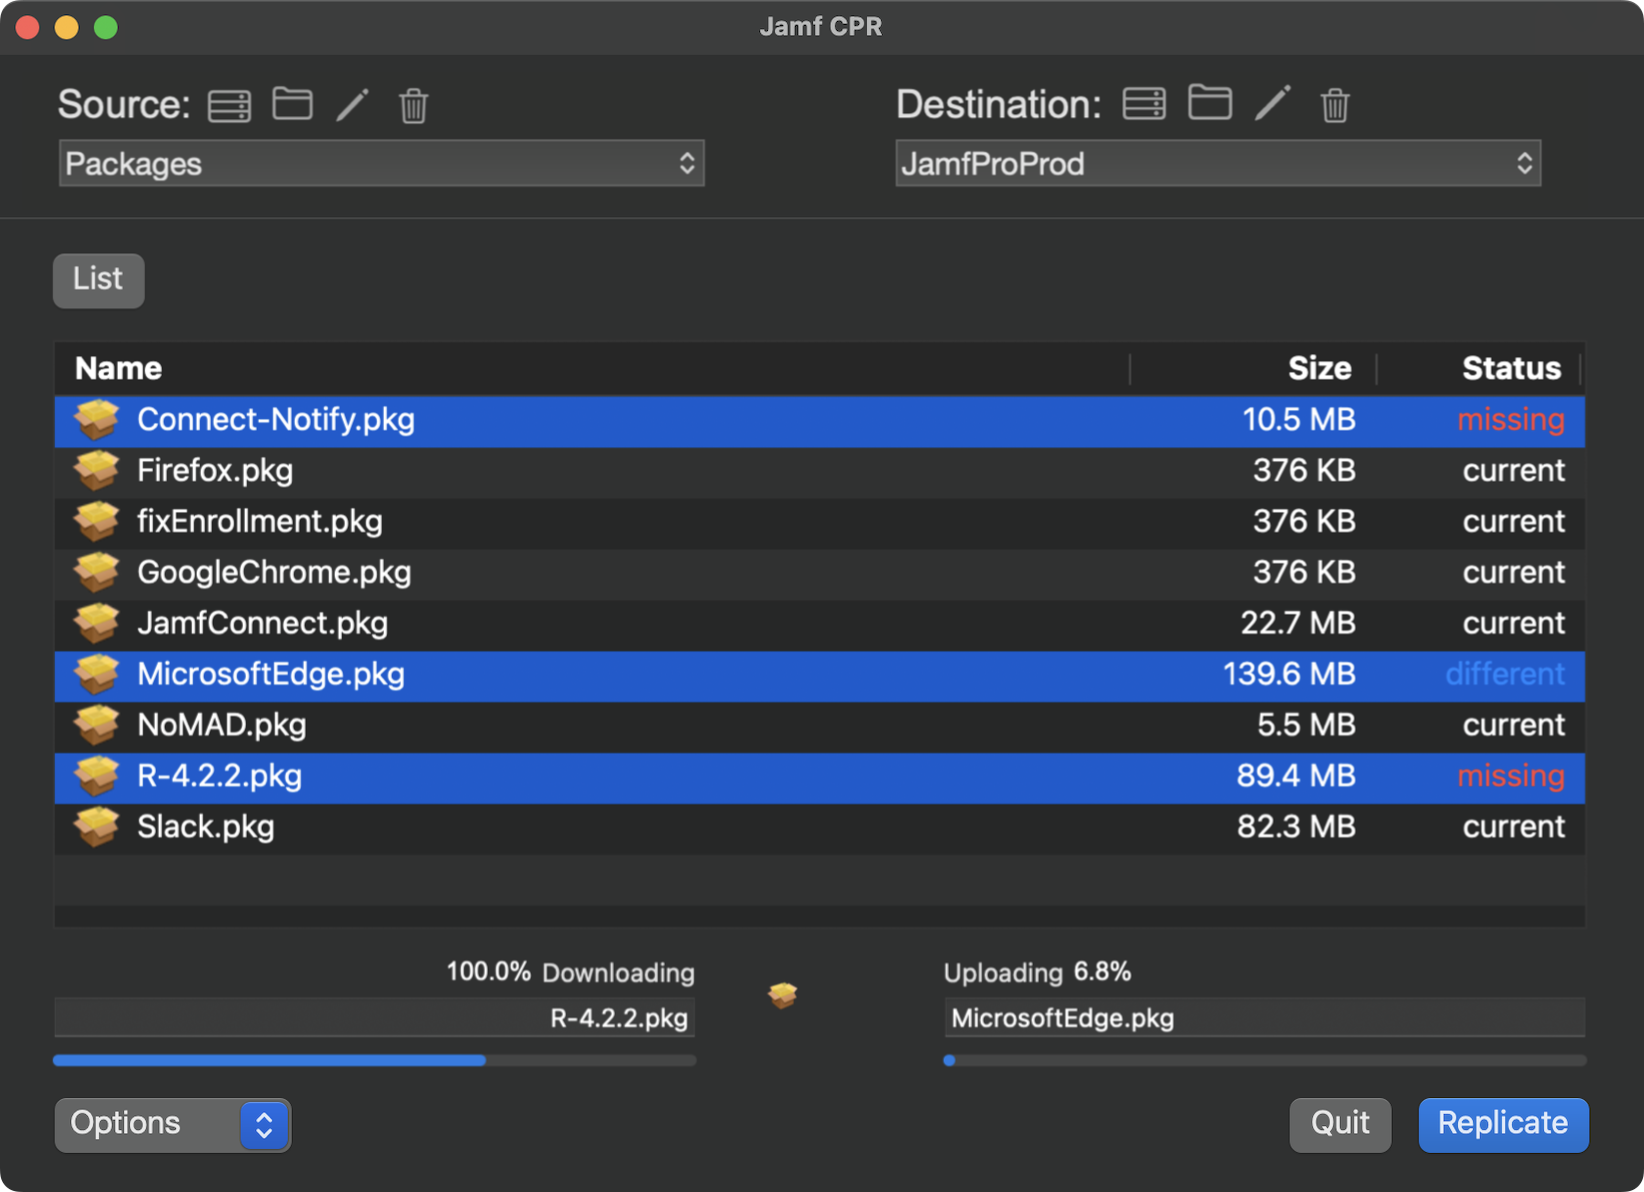 Jamf CPR
Source:
Destination:
Packages
JamfProProd
List
Name Size Status
Connect-Notify.pkg 10.5 MB missing
Firefox.pkg 376 KB current
fixEnrollment.pkg 376 KB current
GoogleChrome.pkg 376 KB current
JamfConnect.pkg 22.7 MB current
MicrosoftEdge.pkg 139.6 MB different
NoMAD.pkg 5.5 MB current
R-4.2.2.pkg 89.4 MB missing
Slack.pkg 82.3 MB current
100.0% Downloading
Uploading 6.8%
R-4.2.2.pkg
MicrosoftEdge.pkg
Options
Quit
Replicate